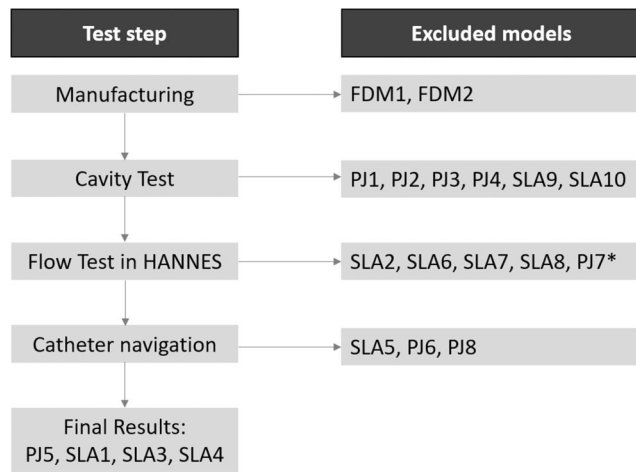 Test step
Excluded models
Manufacturing
FDM1, FDM2
Cavity Test
PJ1, PJ2, PJ3, PJ4, SLA9, SLA10
Flow Test in HANNES
SLA2, SLA6, SLA7, SLA8, PJ7*
Catheter navigation
SLA5, PJ6, PJ8
Final Results:
PJ5, SLA1, SLA3, SLA4